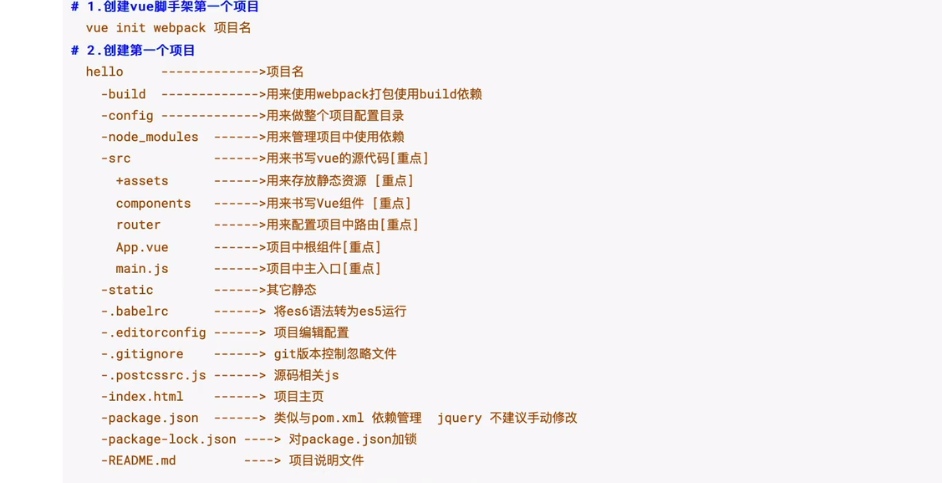 # 1.创建vue脚手架第一个项目
vue init webpack 项目名
# 2.创建第一个项目
hello     ------------->项目名
-build  ------------->用来使用webpack打包使用build依赖
-config ------------->用来做整个项目配置目录
-node_modules  ------>用来管理项目中使用依赖
-src           ------>用来书写vue的源代码[重点]
+assets      ------>用来存放静态资源 [重点]
components   ------>用来书写Vue组件 [重点]
router       ------>用来配置项目中路由[重点]
App.vue      ------>项目中根组件[重点]
main.js      ------>项目中主入口[重点]
-static        ------>其它静态
-.babelrc      ------> 将es6语法转为es5运行
-.editorconfig ------> 项目编辑配置
-.gitignore    ------> git版本控制忽略文件
-.postcssrc.js ------> 源码相关js
-index.html    ------> 项目主页
-package.json  ------> 类似与pom.xml 依赖管理  jquery 不建议手动修改
-package-lock.json ----> 对package.json加锁
-README.md         ----> 项目说明文件